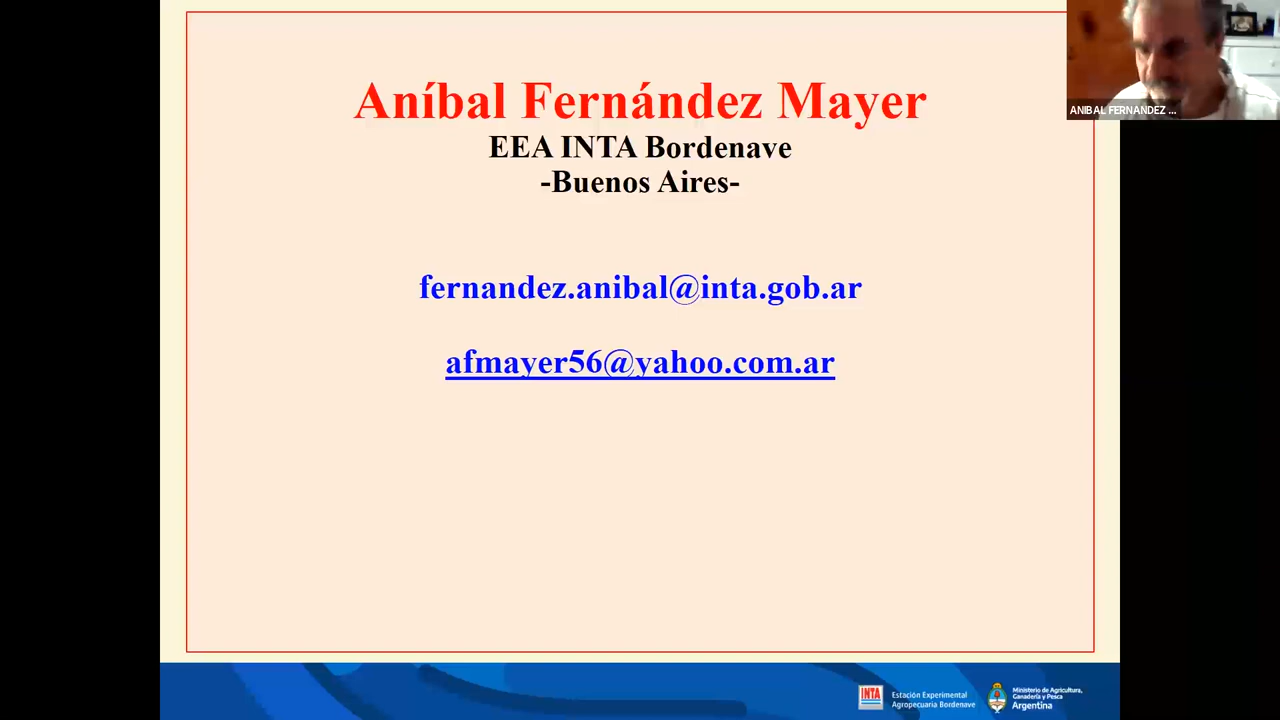 Aníbal Fernández Mayer
EEA INTA Bordenave
-Buenos Aires-
fernandez.anibal@inta.gob.ar
afmayer56@yahoo.com.ar
ANIBAL FERNANDEZ ...
INTA
Estación Experimental
Agropecuaria Bordenave
Ministerio de Agricultura,
Ganadería y Pesca
Argentina